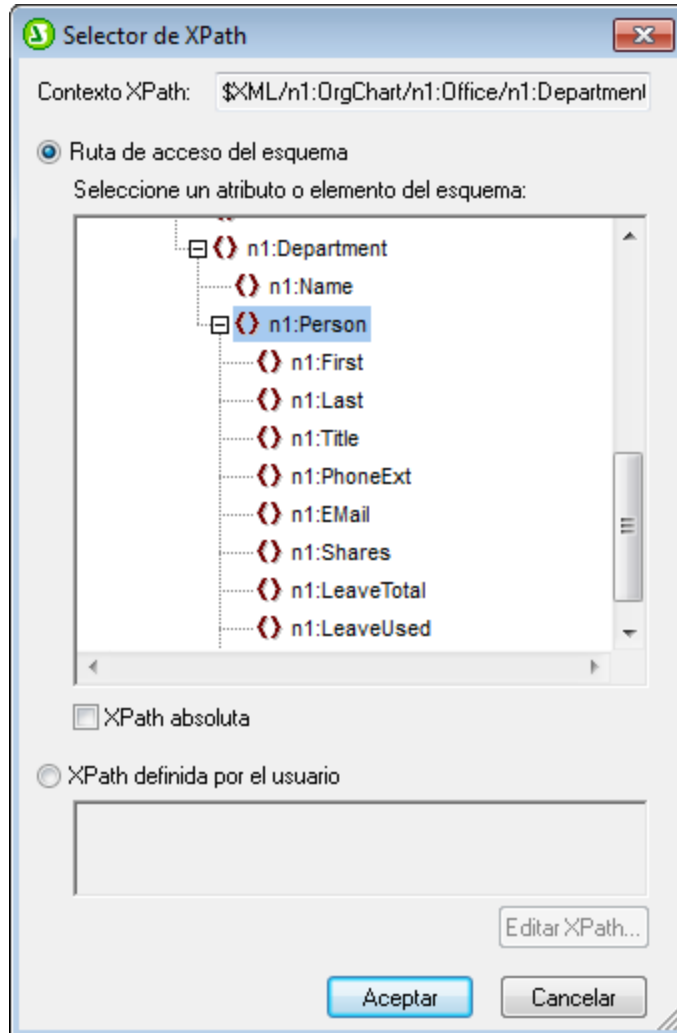 Selector de XPath
Contexto XPath: $XML/n1:OrgChart/n1:Office/n1:Department
Ruta de acceso del esquema
Seleccione un atributo o elemento del esquema:
n1:Department
n1:Name
n1:Person
n1:First
n1:Last
n1:Title
n1:PhoneExt
n1:EMail
n1:Shares
n1:LeaveTotal
n1:LeaveUsed
XPath absoluta
XPath definida por el usuario
Editar XPath...
Aceptar Cancelar